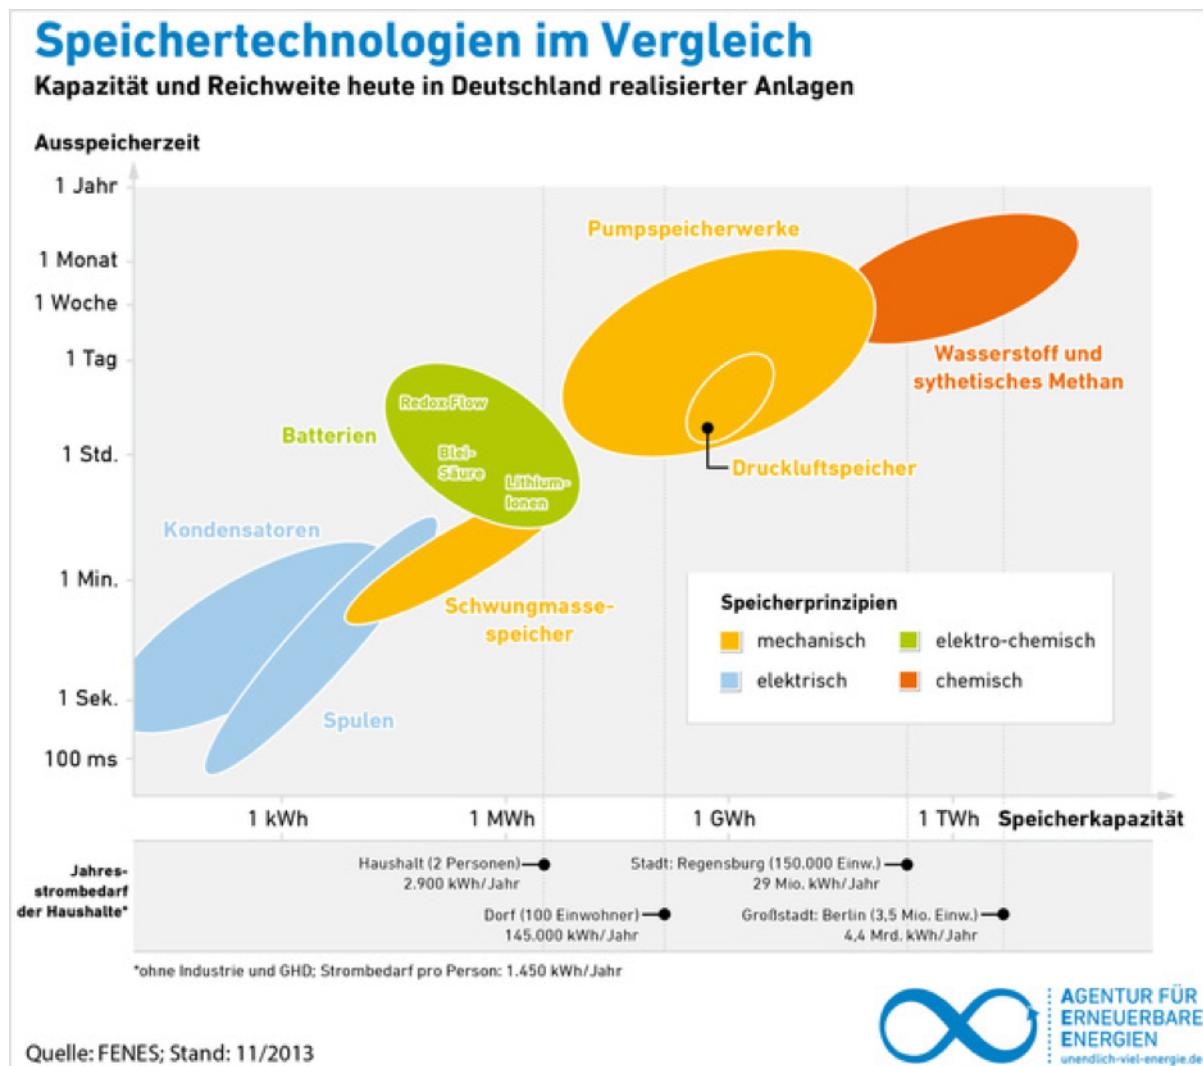 Speichertechnologien im Vergleich
Kapazität und Reichweite heute in Deutschland realisierter Anlagen
Ausspeicherzeit
1 Jahr
1 Monat
1 Woche
1 Tag
1 Std.
1 Min.
1 Sek.
100 ms
Pumpspeicherwerke
Wasserstoff und
sythetisches Methan
Redox Flow
Batterien
Blei-
Säure
Lithium-
Ionen
Druckluftspeicher
Kondensatoren
Schwungmasse-
speicher
Spulen
Speicherprinzipien
mechanisch
elektro-chemisch
elektrisch
chemisch
1 kWh
1 MWh
1 GWh
1 TWh
Speicherkapazität
Jahres-
strombedarf
der Haushalte*
Haushalt (2 Personen)
2.900 kWh/Jahr
Dorf (100 Einwohner)
145.000 kWh/Jahr
Stadt: Regensburg (150.000 Einw.)
29 Mio. kWh/Jahr
Großstadt: Berlin (3,5 Mio. Einw.)
4,4 Mrd. kWh/Jahr
*ohne Industrie und GHD; Strombedarf pro Person: 1.450 kWh/Jahr
Quelle: FENES; Stand: 11/2013
AGENTUR FÜR
ERNEUERBARE
ENERGIEN
unendlich-viel-energie.de